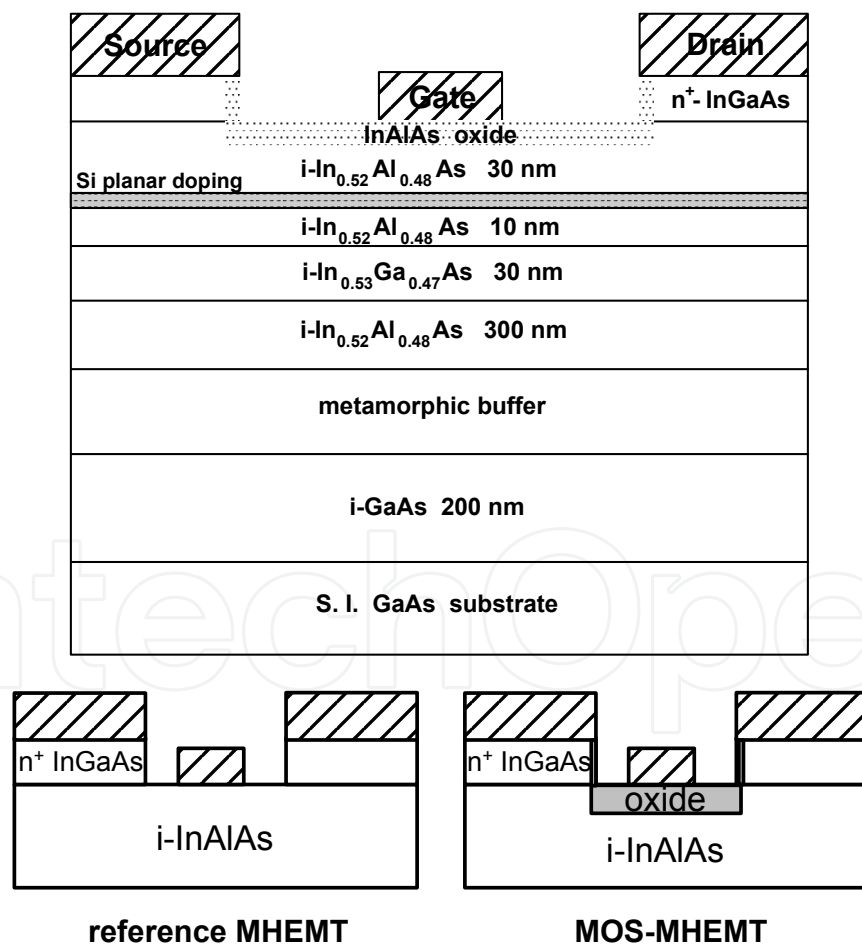 Source
Drain
Gate
n+- InGaAs
InAlAs oxide
i-In0.52Al0.48As 30 nm
Si planar doping
i-In0.52Al0.48As 10 nm
i-In0.53Ga0.47As 30 nm
i-In0.52Al0.48As 300 nm
metamorphic buffer
i-GaAs 200 nm
S. I. GaAs substrate
ntechOpe
n+ InGaAs
n+ InGaAs
oxide
i-InAlAs
i-InAlAs
reference MHEMT
MOS-MHEMT